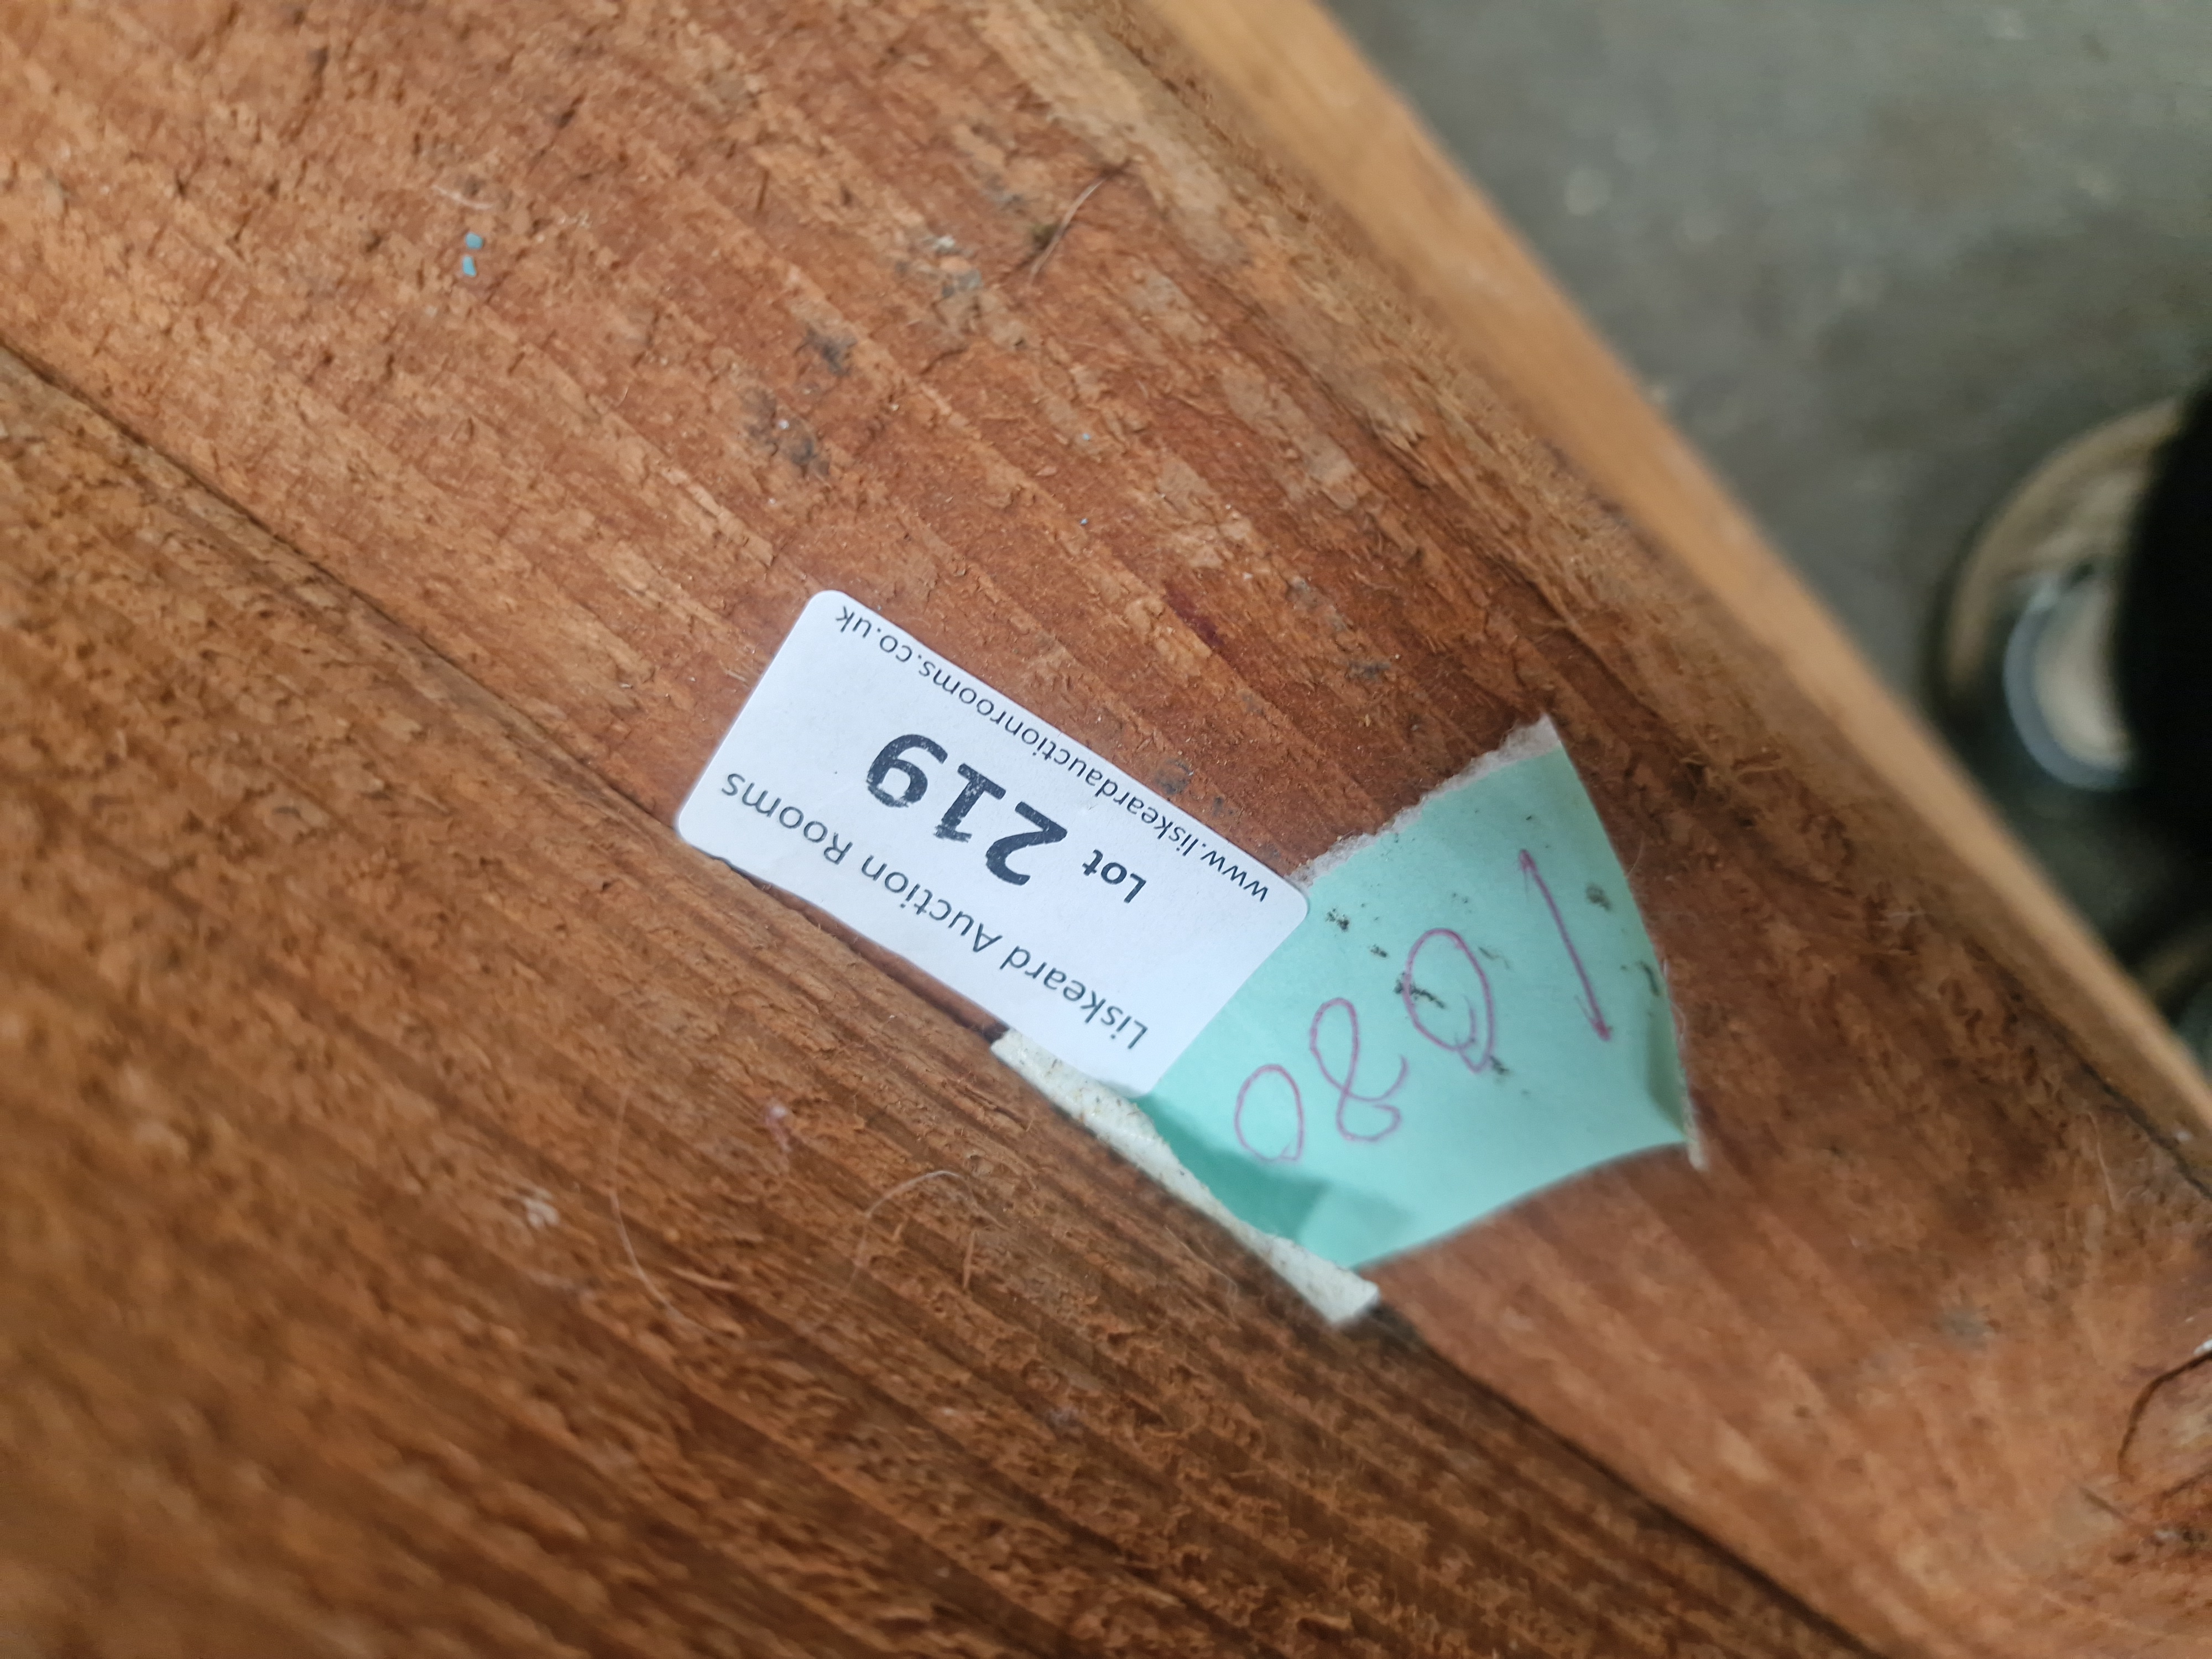 Liskeard Auction Rooms
Lot 219
www.liskeardauctionrooms.co.uk
1080